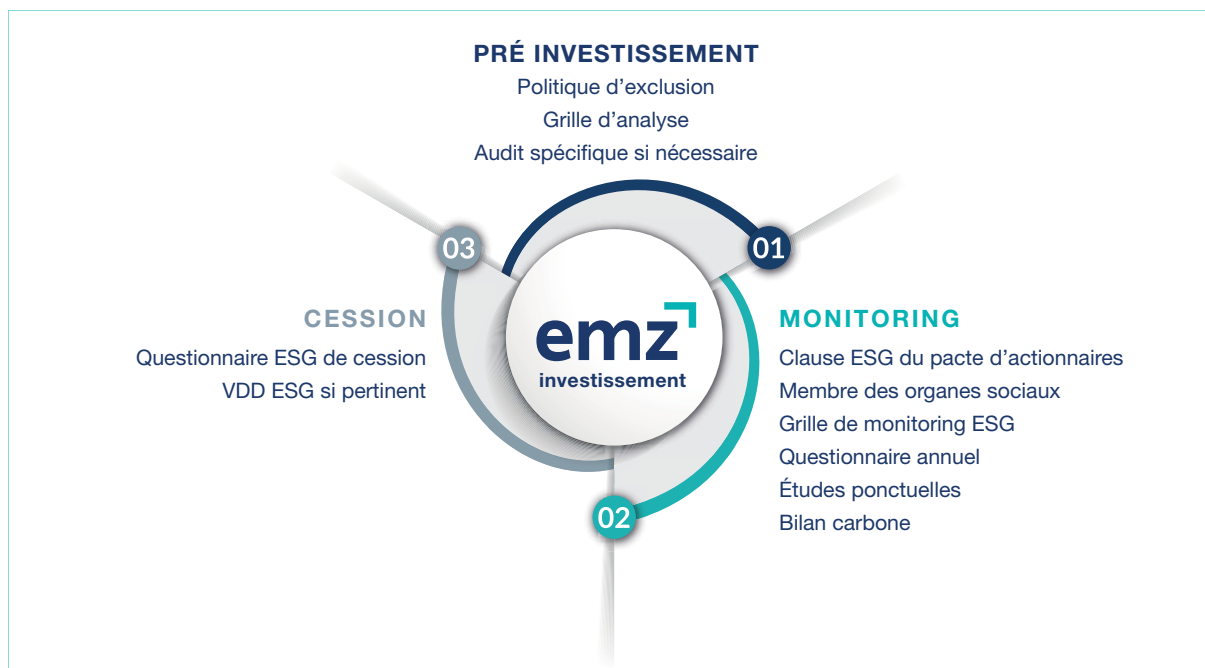 PRÉ INVESTISSEMENT
Politique d’exclusion
Grille d’analyse
Audit spécifique si nécessaire
01
MONITORING
Clause ESG du pacte d’actionnaires
Membre des organes sociaux
Grille de monitoring ESG
Questionnaire annuel
Études ponctuelles
Bilan carbone
02
03
CESSION
Questionnaire ESG de cession
VDD ESG si pertinent
emz
investissement